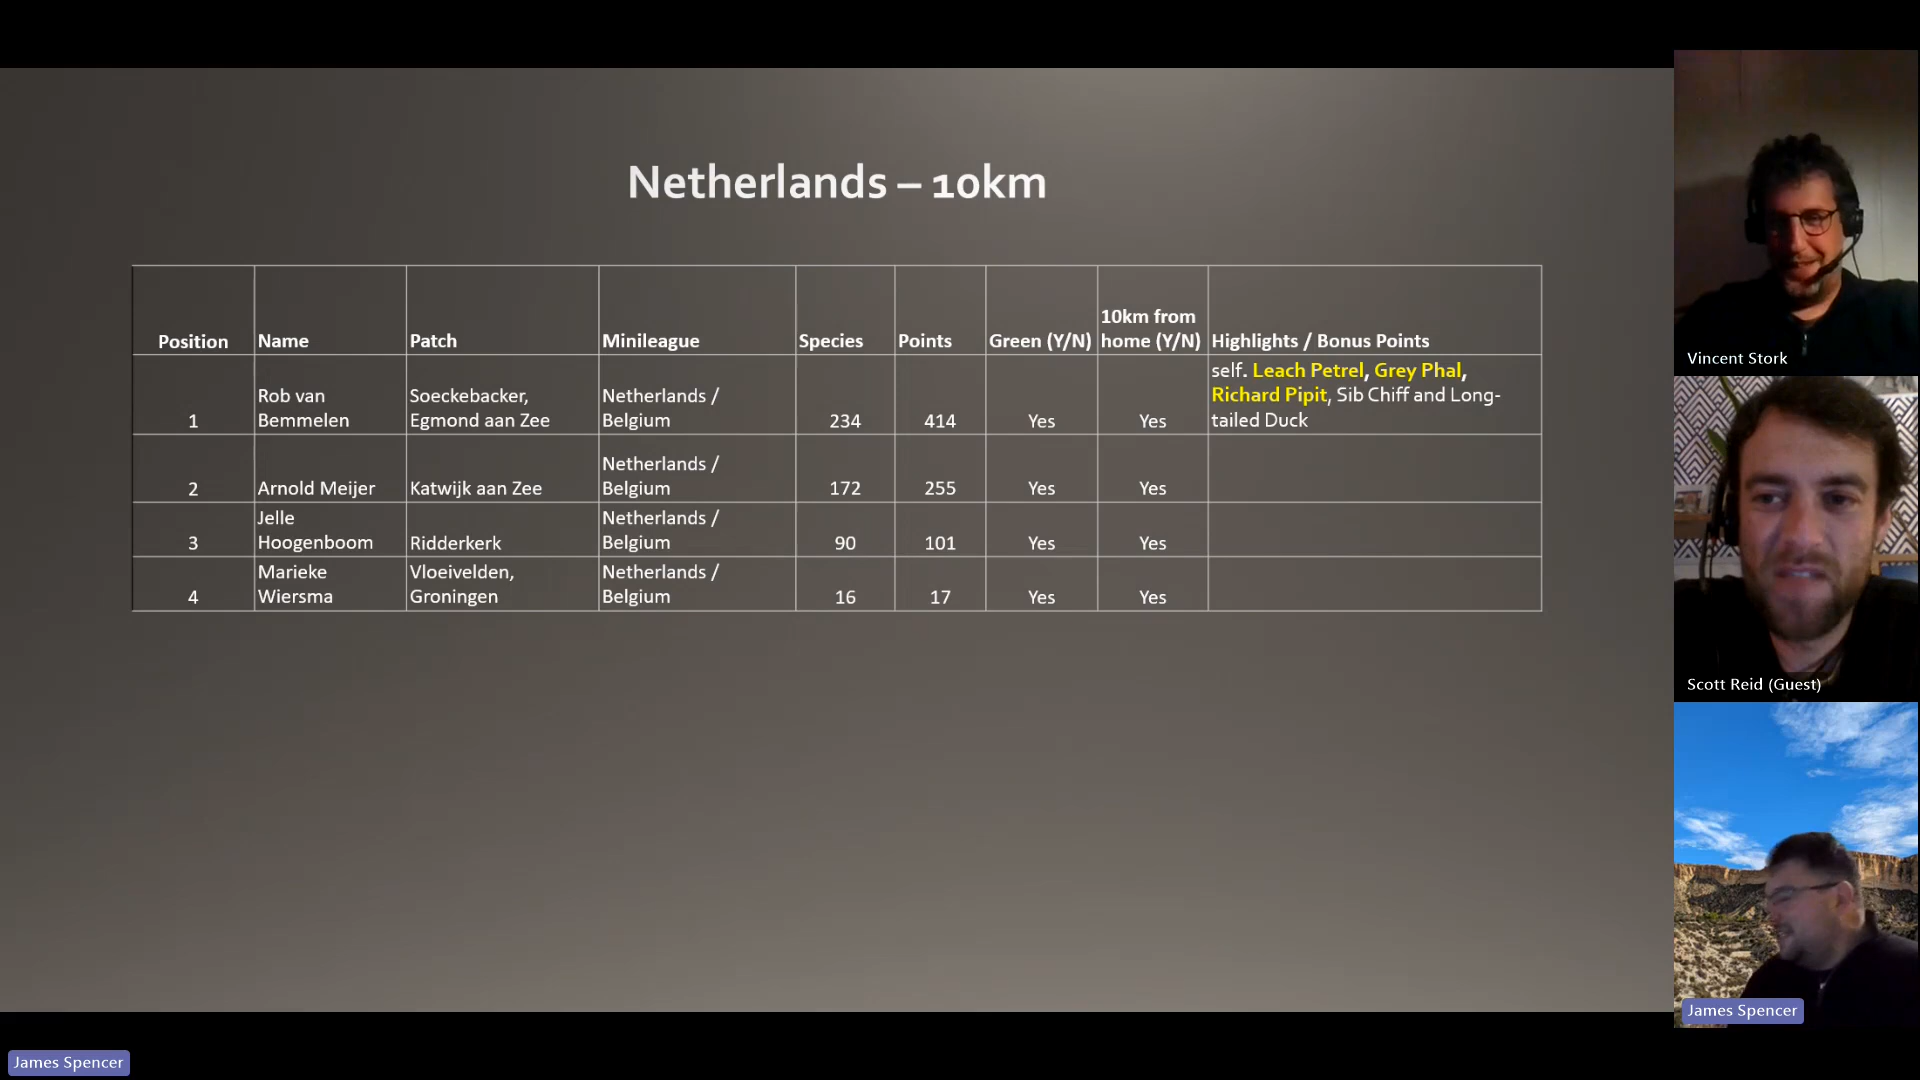 Netherlands – 10km
Position Name Patch Minileague Species Points Green (Y/N) 10km from home (Y/N) Highlights / Bonus Points
1 Rob van Bemmelen Soeckebacker, Egmond aan Zee Netherlands / Belgium 234 414 Yes Yes self. Leach Petrel, Grey Phal, Richard Pipit, Sib Chiff and Long-tailed Duck
2 Arnold Meijer Katwijk aan Zee Netherlands / Belgium 172 255 Yes Yes
3 Jelle Hoogenboom Ridderkerk Netherlands / Belgium 90 101 Yes Yes
4 Marieke Wiersma Vloeivelden, Groningen Netherlands / Belgium 16 17 Yes Yes
Vincent Stork
Scott Reid (Guest)
James Spencer
James Spencer